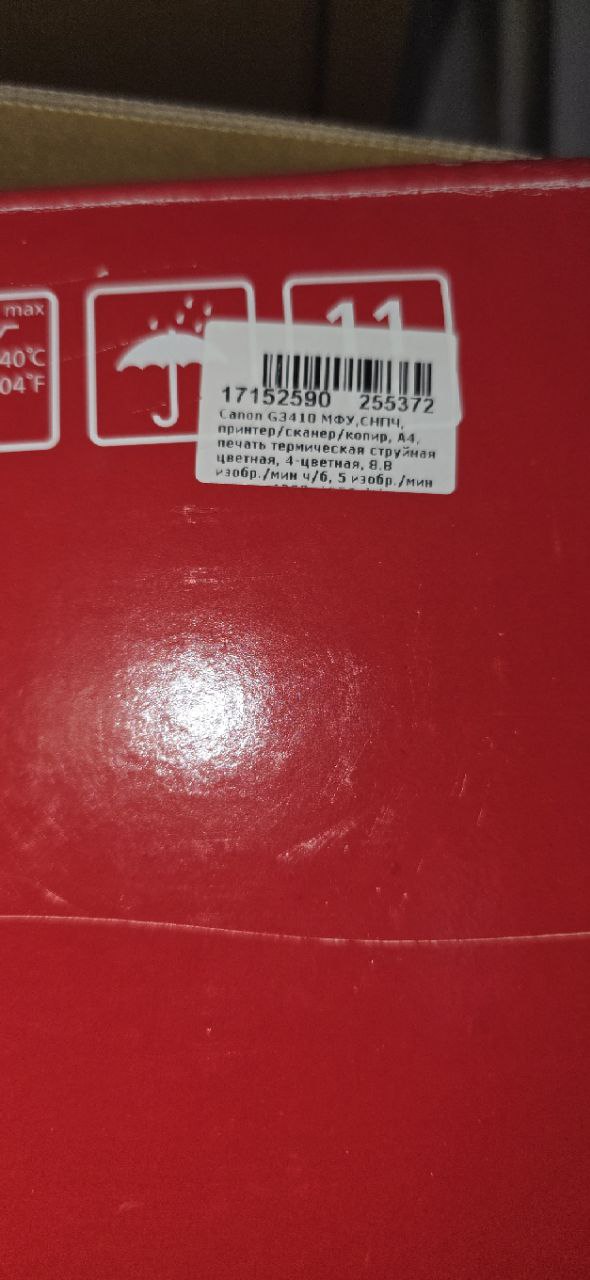 max
40°C
04°F
11
17152590 255372
Canon G3410 МФУ,СНПЧ,
принтер/сканер/копир, А4,
печать термическая струйная
цветная, 4-цветная, 8.8
изобр./мин ч/б, 5 изобр./мин